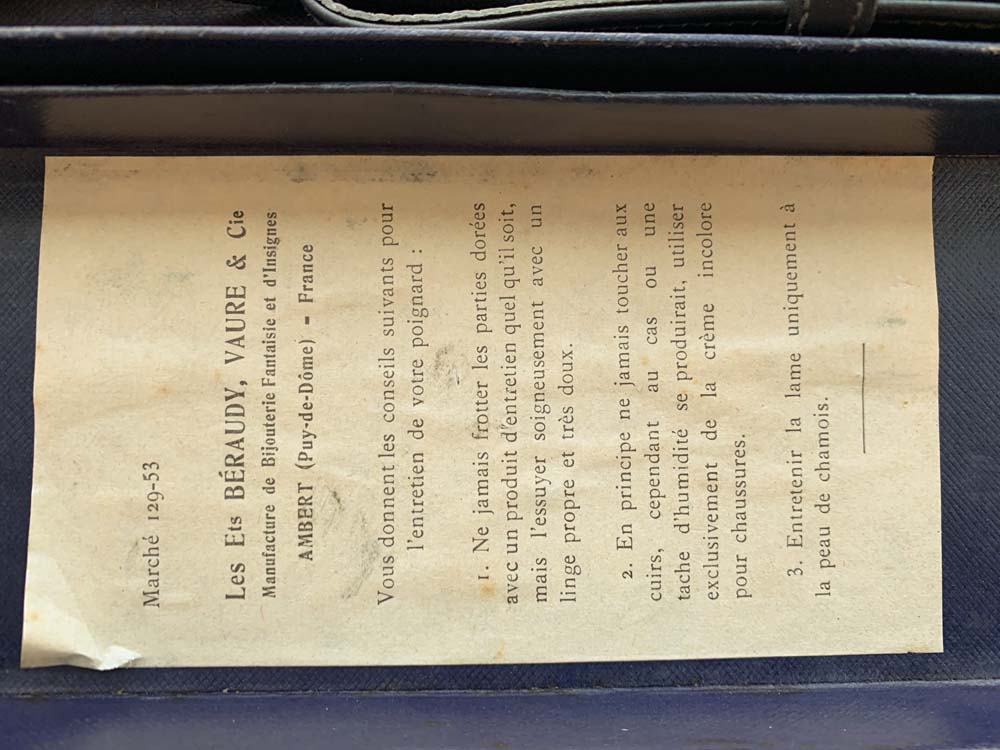 Marché 129-53
Les Ets BÉRAUDY, VAURE & Cie
Manufacture de Bijouterie Fantaisie et d'Insignes
AMBERT (Puy-de-Dôme) - France
Vous donnent les conseils suivants pour
l'entretien de votre poignard :
1. Ne jamais frotter les parties dorées
avec un produit d'entretien quel qu'il soit,
mais l'essuyer soigneusement avec un
linge propre et très doux.
2. En principe ne jamais toucher aux
cuirs, cependant au cas ou une
tache d'humidité se produirait, utiliser
exclusivement de la crème incolore
pour chaussures.
3. Entretenir la lame uniquement à
la peau de chamois.